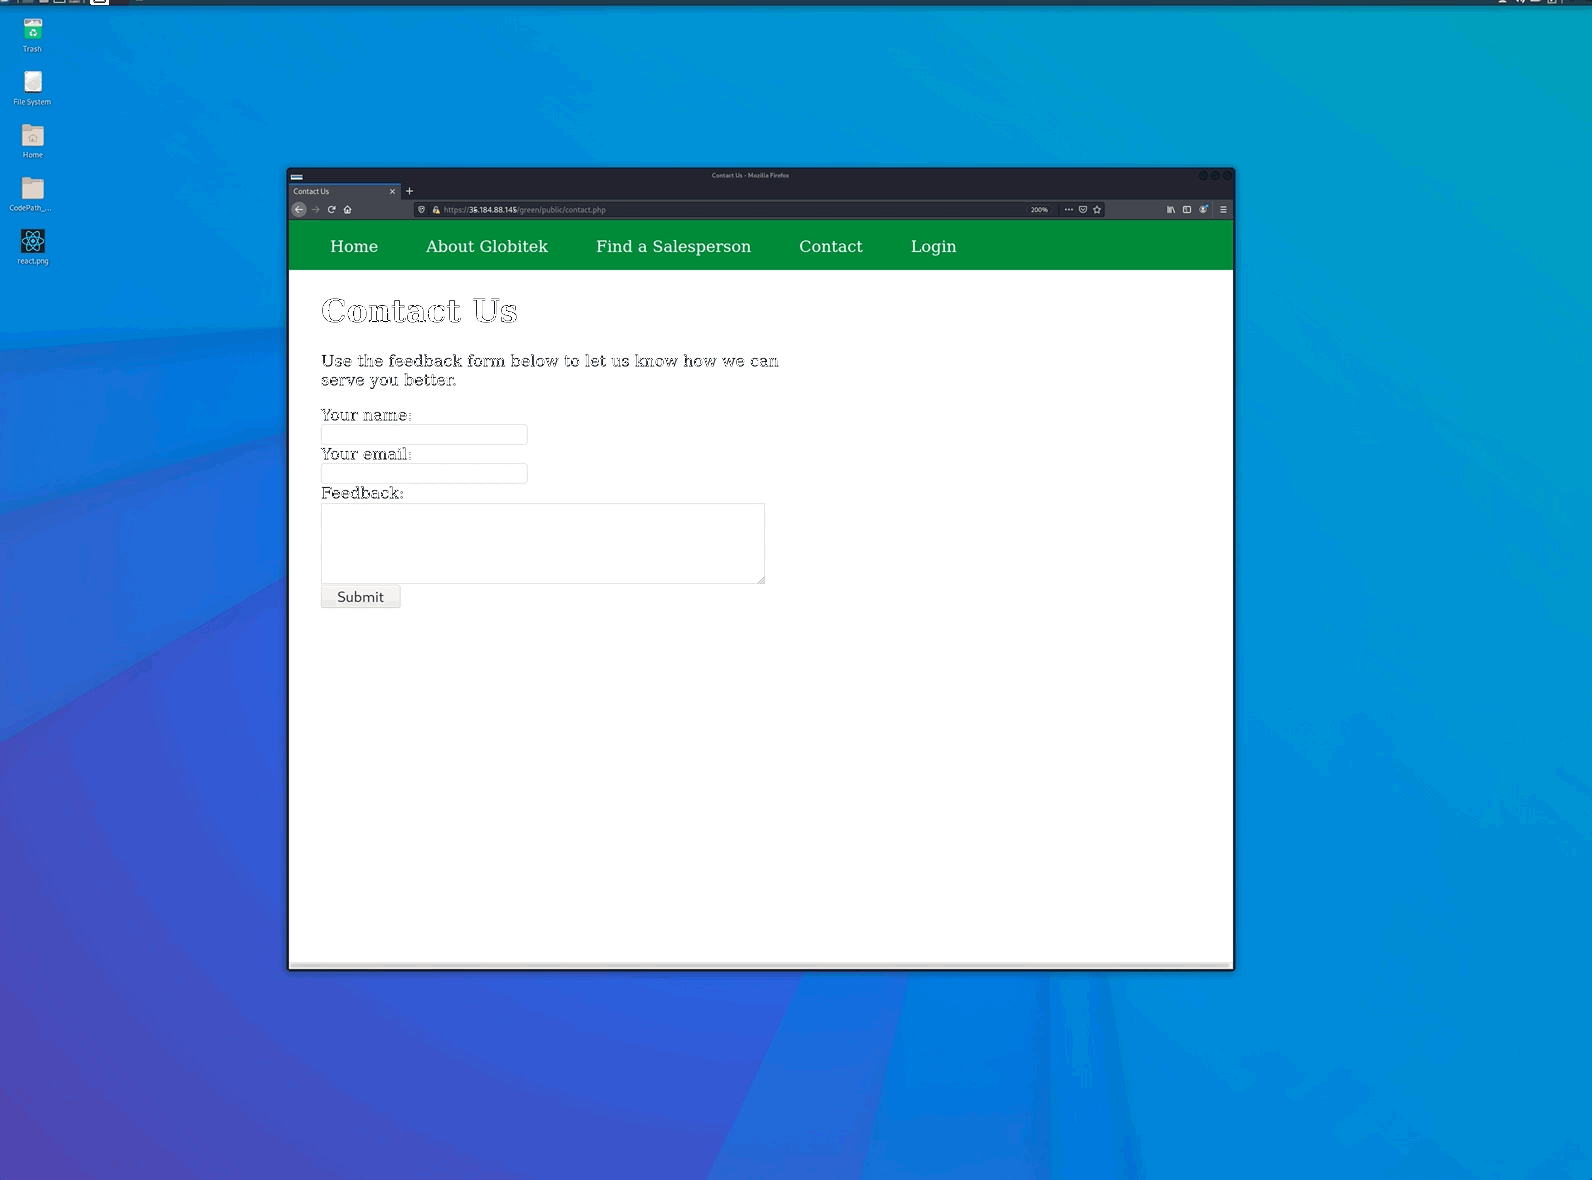 Trash
File System
Home
CodePath_...
react.png
Contact Us - Mozilla Firefox
Contact Us
https://35.184.88.145/green/public/contact.php
200%
Home About Globitek Find a Salesperson Contact Login
Contact Us
Use the feedback form below to let us know how we can
serve you better.
Your name:
Your email:
Feedback:
Submit